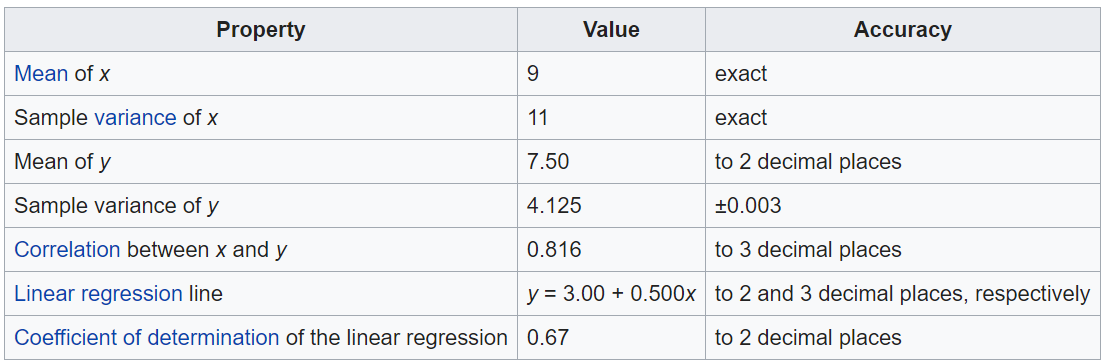 Property Value Accuracy
Mean of x 9 exact
Sample variance of x 11 exact
Mean of y 7.50 to 2 decimal places
Sample variance of y 4.125 ±0.003
Correlation between x and y 0.816 to 3 decimal places
Linear regression line y = 3.00 + 0.500x to 2 and 3 decimal places, respectively
Coefficient of determination of the linear regression 0.67 to 2 decimal places